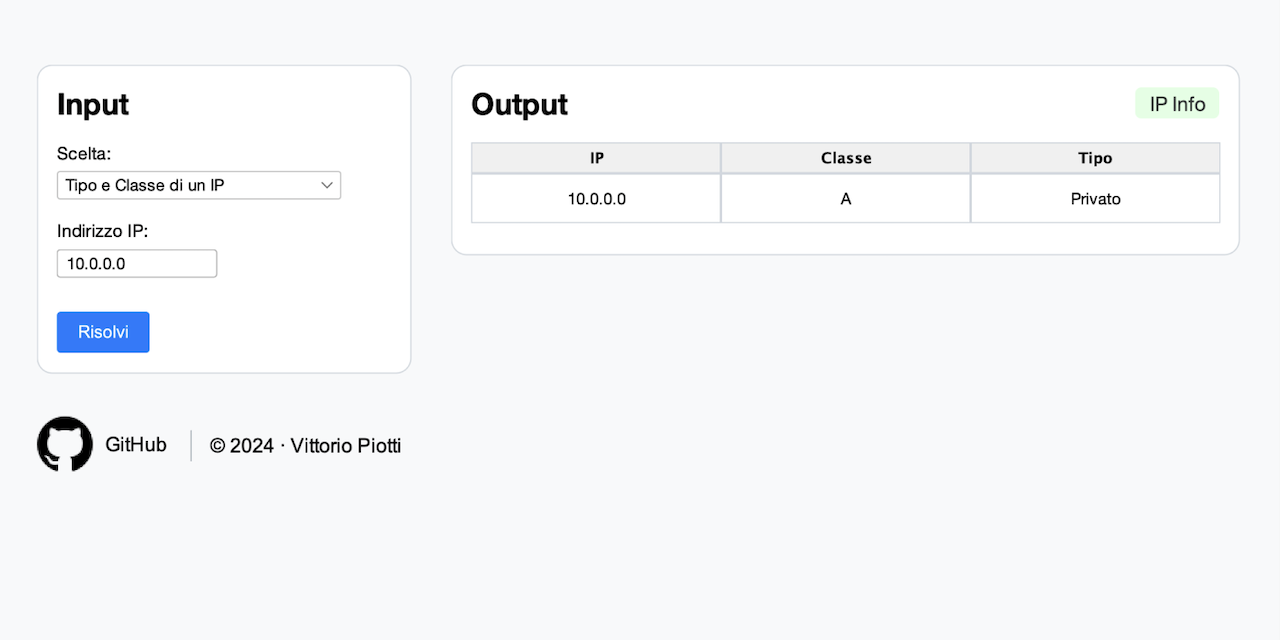 Input
Scelta:
Tipo e Classe di un IP
Indirizzo IP:
10.0.0.0
Risolvi
Output
IP Info
IP Classe Tipo
10.0.0.0 A Privato
GitHub
© 2024 · Vittorio Piotti